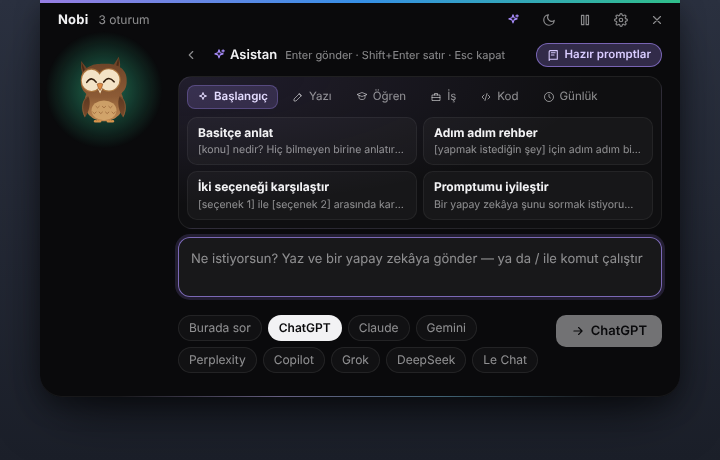 Nobi 3 oturum
Asistan Enter gönder · Shift+Enter satır · Esc kapat
Hazır promptlar
Başlangıç Yazı Öğren İş Kod Günlük
Basitçe anlat
[konu] nedir? Hiç bilmeyen birine anlatır...
Adım adım rehber
[yapmak istediğin şey] için adım adım bi...
İki seçeneği karşılaştır
[seçenek 1] ile [seçenek 2] arasında kar...
Promptumu iyileştir
Bir yapay zekâya şunu sormak istiyoru...
Ne istiyorsun? Yaz ve bir yapay zekâya gönder — ya da / ile komut çalıştır
Burada sor ChatGPT Claude Gemini
→ ChatGPT
Perplexity Copilot Grok DeepSeek Le Chat